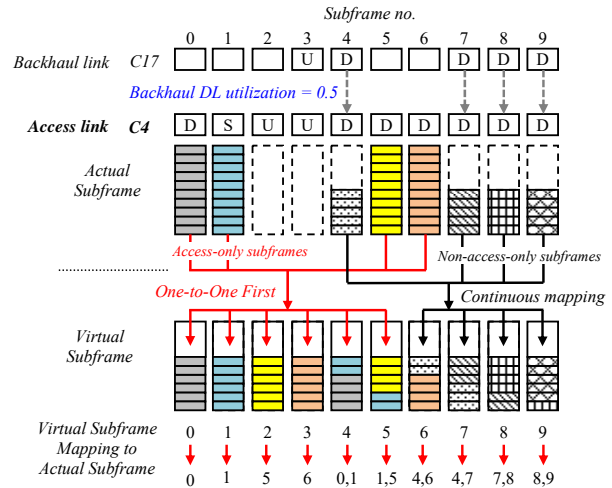 Subframe no.
0 1 2 3 4 5 6 7 8 9
Backhaul link C17 U D D D D
Backhaul DL utilization = 0.5
Access link C4 D S U U D D D D D D
Actual
Subframe
Access-only subframes
Non-access-only subframes
One-to-One First
Continuous mapping
Virtual
Subframe
Virtual Subframe 0 1 2 3 4 5 6 7 8 9
Mapping to
Actual Subframe 0 1 5 6 0,1 1,5 4,6 4,7 7,8 8,9